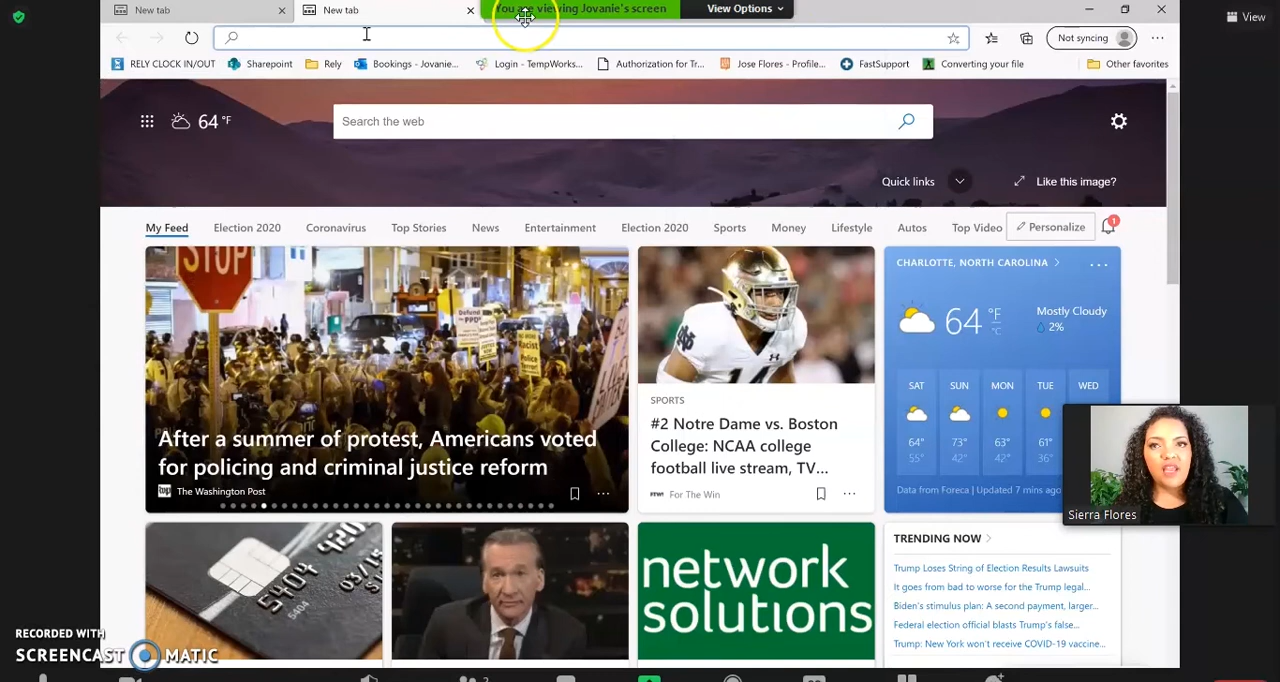 New tab
New tab
You are viewing Jovanie's screen
View Options
View
Not syncing
RELY CLOCK IN/OUT
Sharepoint
Rely
Bookings - Jovanie...
Login - TempWorks...
Authorization for Tr...
Jose Flores - Profile...
FastSupport
Converting your file
Other favorites
64 °F
Search the web
Quick links
Like this image?
My Feed
Election 2020
Coronavirus
Top Stories
News
Entertainment
Election 2020
Sports
Money
Lifestyle
Autos
Top Video
Personalize
1
STOP
After a summer of protest, Americans voted
for policing and criminal justice reform
The Washington Post
SPORTS
#2 Notre Dame vs. Boston
College: NCAA college
football live stream, TV...
For The Win
CHARLOTTE, NORTH CAROLINA
64 °F
°C
Mostly Cloudy
2%
SAT SUN MON TUE WED
64° 73° 63° 61°
55° 42° 42° 36°
Data from Foreca | Updated 7 mins ago
Sierra Flores
network
solutions
TRENDING NOW
Trump Loses String of Election Results Lawsuits
It goes from bad to worse for the Trump legal...
Biden's stimulus plan: A second payment, larger...
Federal election official blasts Trump's false...
Trump: New York won't receive COVID-19 vaccine...
RECORDED WITH
SCREENCAST MATIC